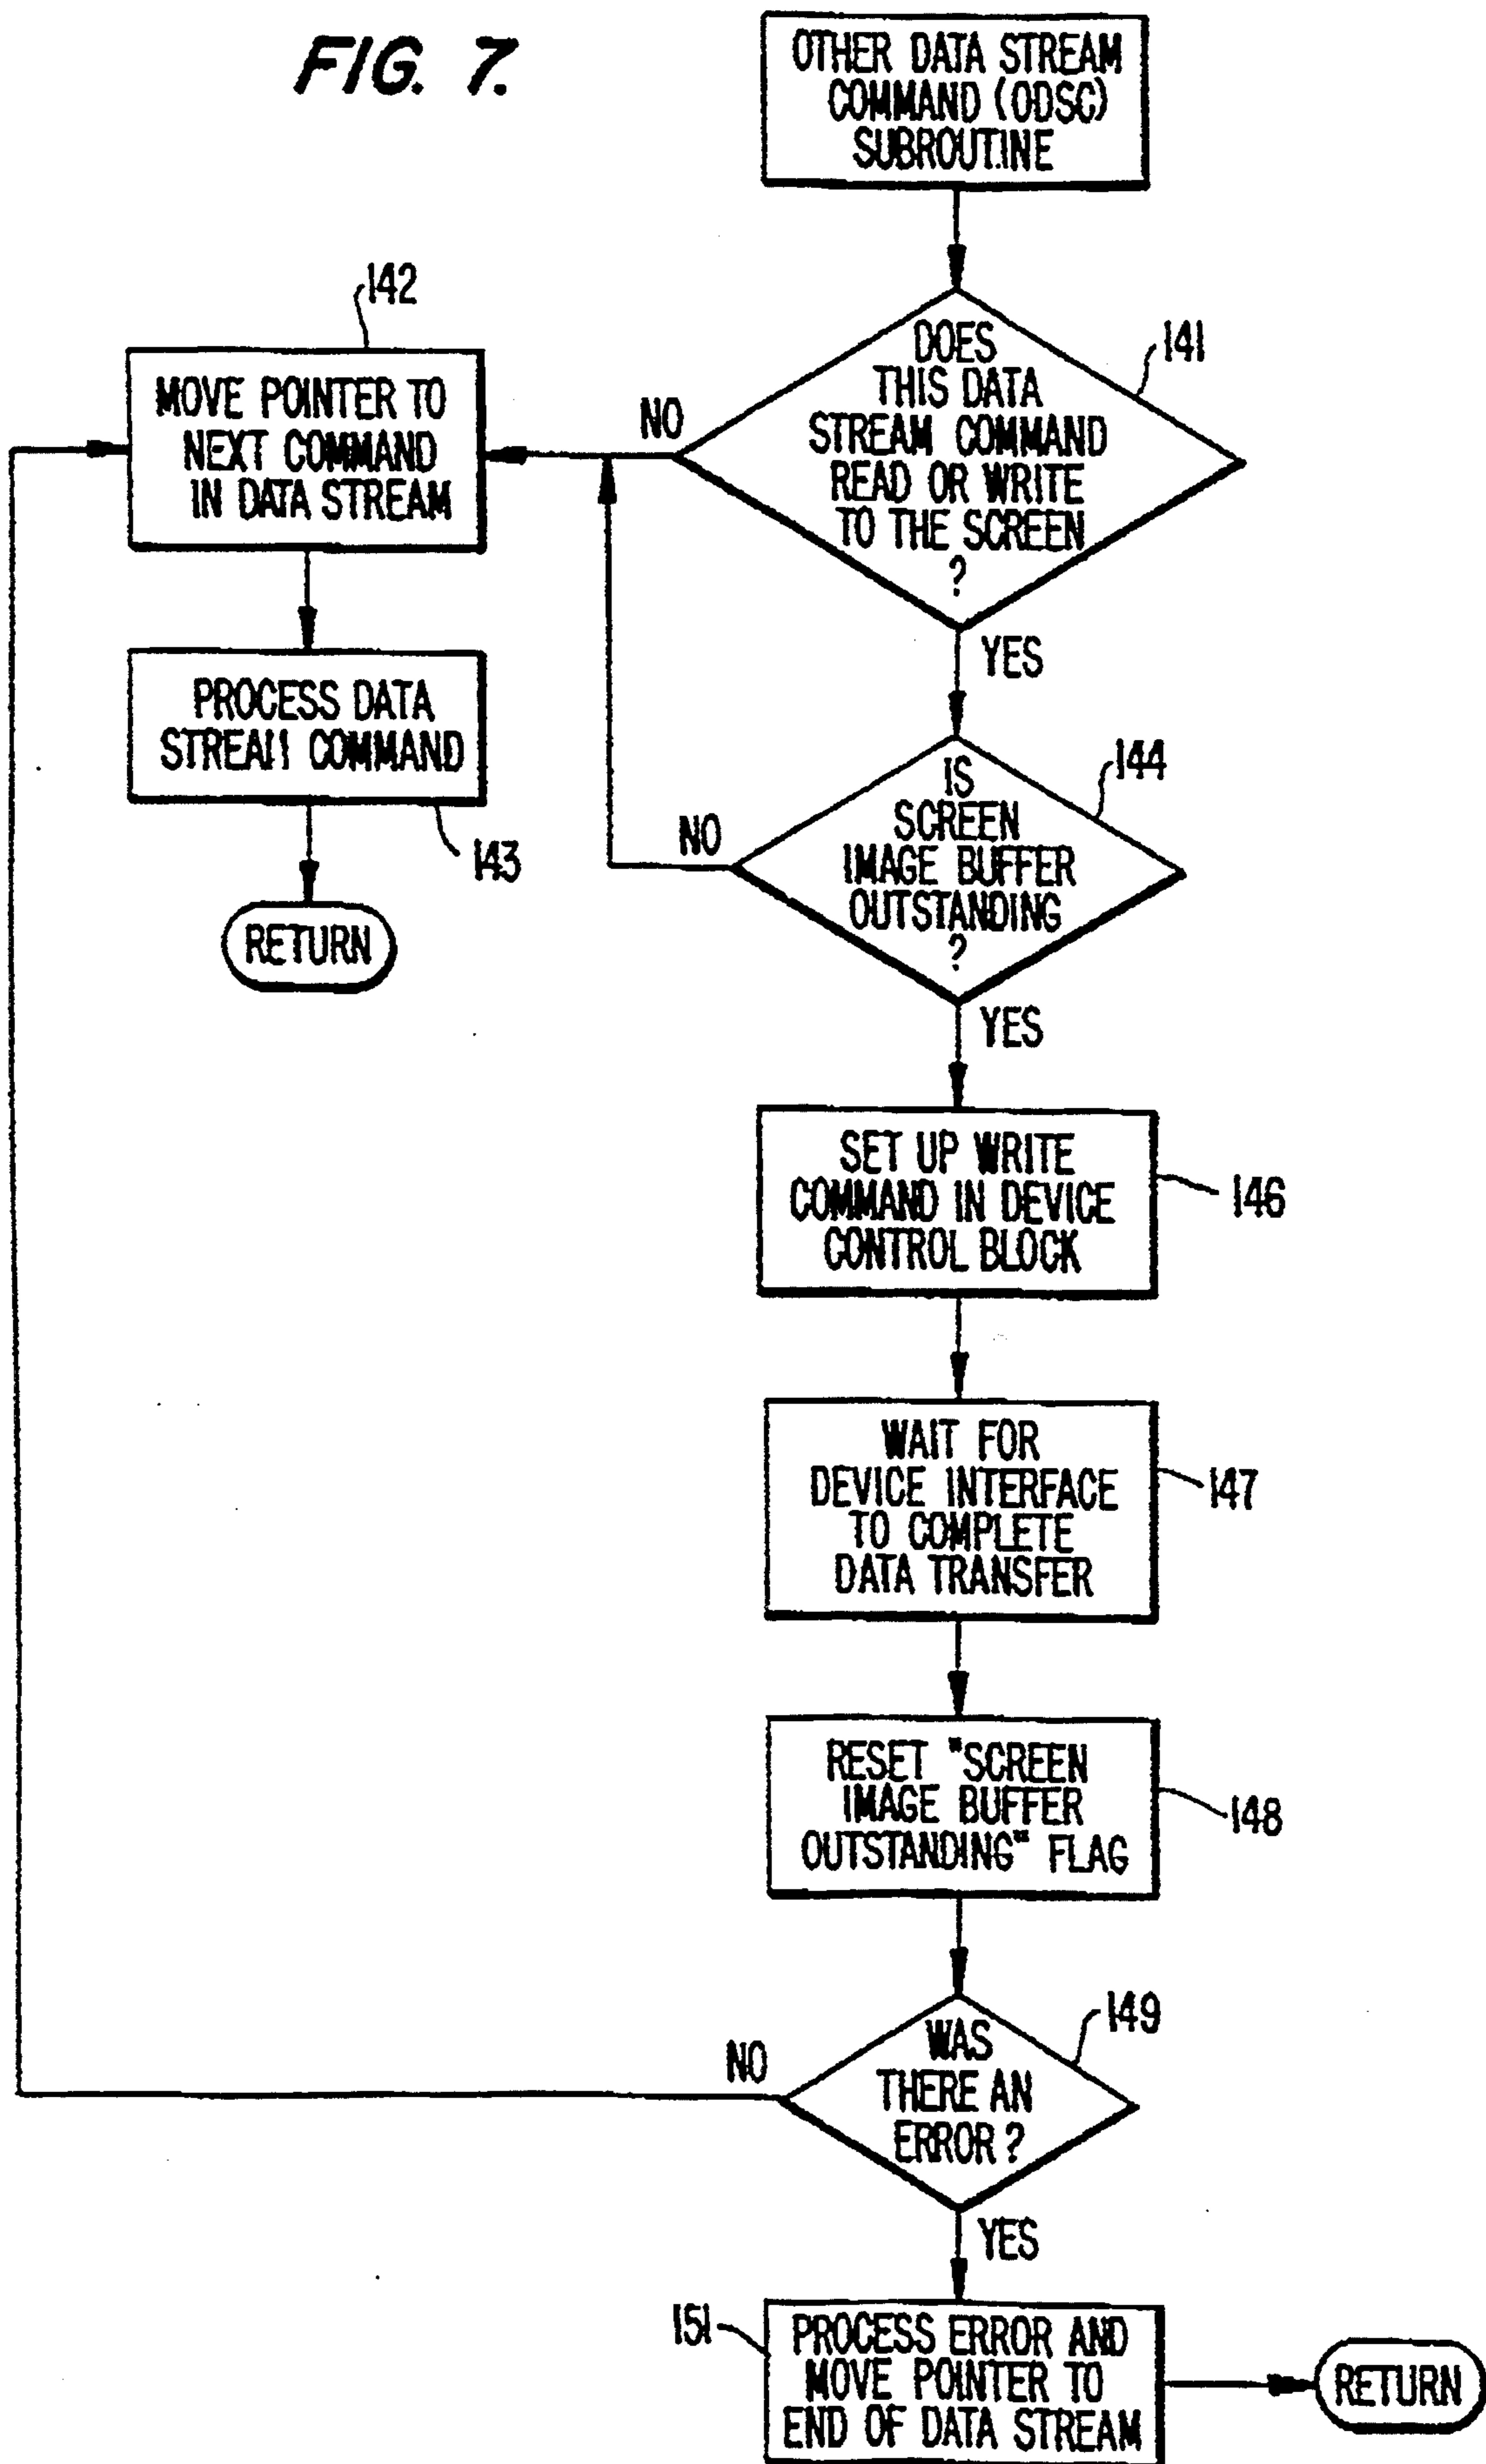 FIG. 7.
OTHER DATA STREAM
COMMAND (ODSC)
SUBROUTINE
142
MOVE POINTER TO
NEXT COMMAND
IN DATA STREAM
NO
DOES
THIS DATA
STREAM COMMAND
READ OR WRITE
TO THE SCREEN
?
141
YES
PROCESS DATA
STREAM COMMAND
143
RETURN
NO
IS
SCREEN
IMAGE BUFFER
OUTSTANDING
?
144
YES
SET UP WRITE
COMMAND IN DEVICE
CONTROL BLOCK
146
WAIT FOR
DEVICE INTERFACE
TO COMPLETE
DATA TRANSFER
147
RESET "SCREEN
IMAGE BUFFER
OUTSTANDING" FLAG
148
NO
WAS
THERE AN
ERROR?
149
YES
151
PROCESS ERROR AND
MOVE POINTER TO
END OF DATA STREAM
RETURN